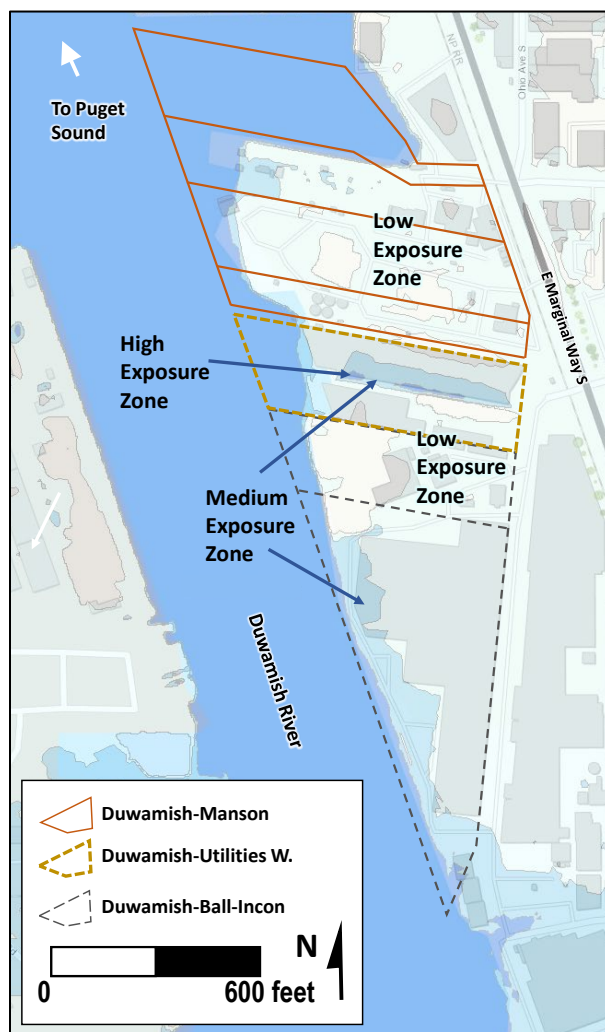 To Puget
Sound
NP RR
Ohio Ave S
Low
Exposure
Zone
E Marginal Way S
High
Exposure
Zone
Low
Exposure
Zone
Medium
Exposure
Zone
Duwamish River
Duwamish-Manson
Duwamish-Utilities W.
Duwamish-Ball-Incon
N
0 600 feet